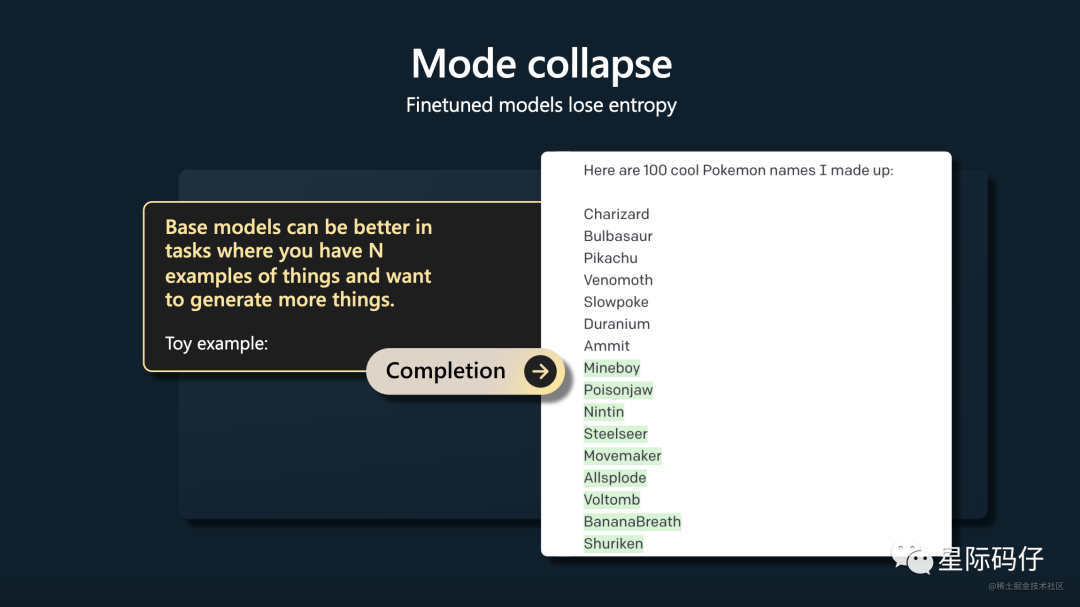 Mode collapse
Finetuned models lose entropy
Base models can be better in
tasks where you have N
examples of things and want
to generate more things.
Toy example:
Completion
Here are 100 cool Pokemon names I made up:
Charizard
Bulbasaur
Pikachu
Venomoth
Slowpoke
Duranium
Ammit
Mineboy
Poisonjaw
Nintin
Steelseer
Movemaker
Allsplode
Voltomb
BananaBreath
Shuriken
星际码仔
@稀土掘金技术社区